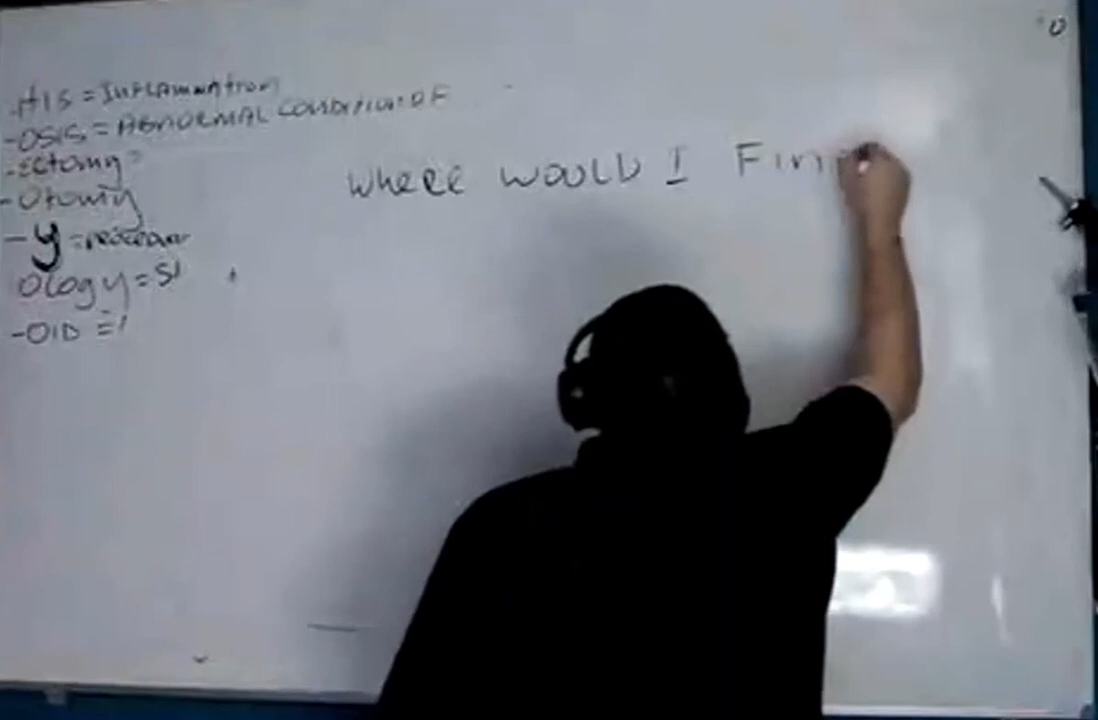 -itis = Inflammation
-OSIS = ABNORMAL CONDITION OF
-Ectomy =
-Otomy
-y =
Ology = S
-OID =
WHERE WOULD I Fin